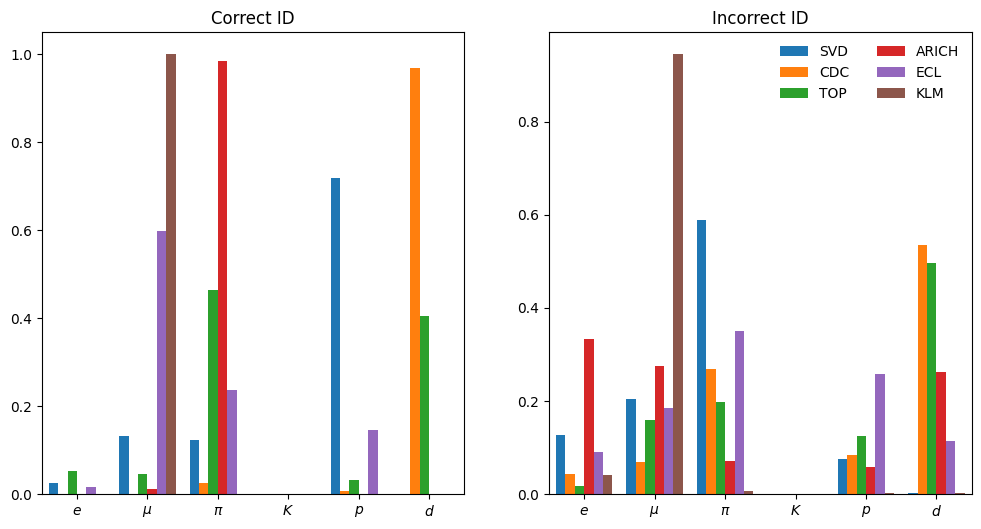 Correct ID
Incorrect ID
1.0
0.8
0.6
0.4
0.2
0.0
e
μ
π
K
p
d
0.8
0.6
0.4
0.2
0.0
e
μ
π
K
p
d
SVD
CDC
TOP
ARICH
ECL
KLM